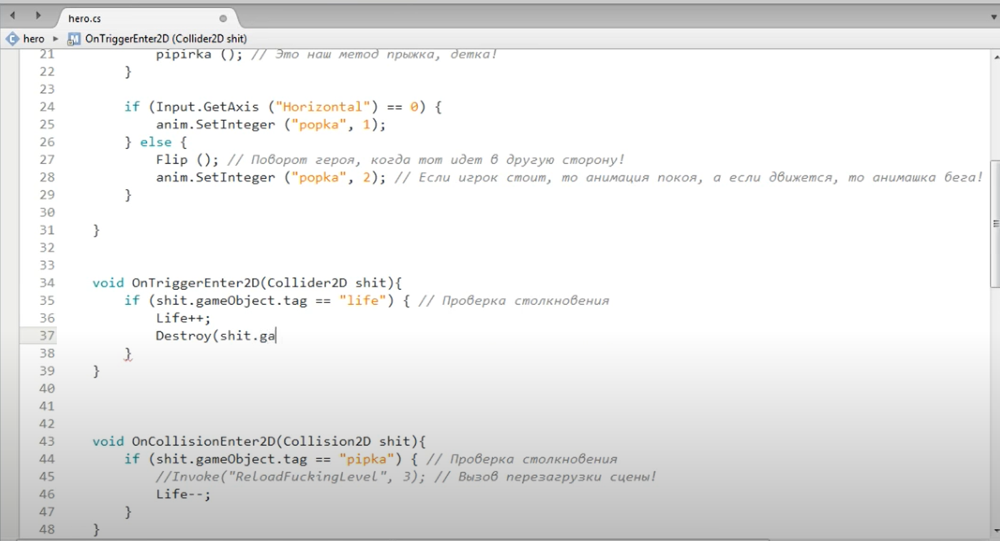 hero.cs
hero ▸ OnTriggerEnter2D (Collider2D shit)
21 pipirka (); // Это наш метод прыжка, детка!
22 }
23
24 if (Input.GetAxis ("Horizontal") == 0) {
25 anim.SetInteger ("popka", 1);
26 } else {
27 Flip (); // Поворот героя, когда тот идет в другую сторону!
28 anim.SetInteger ("popka", 2); // Если игрок стоит, то анимация покоя, а если движется, то анимашка бега!
29 }
30
31 }
32
33
34 void OnTriggerEnter2D(Collider2D shit){
35 if (shit.gameObject.tag == "life") { // Проверка столкновения
36 Life++;
37 Destroy(shit.ga
38 }
39 }
40
41
42
43 void OnCollisionEnter2D(Collision2D shit){
44 if (shit.gameObject.tag == "pipka") { // Проверка столкновения
45 //Invoke("ReloadFuckingLevel", 3); // Вызов перезагрузки сцены!
46 Life--;
47 }
48 }